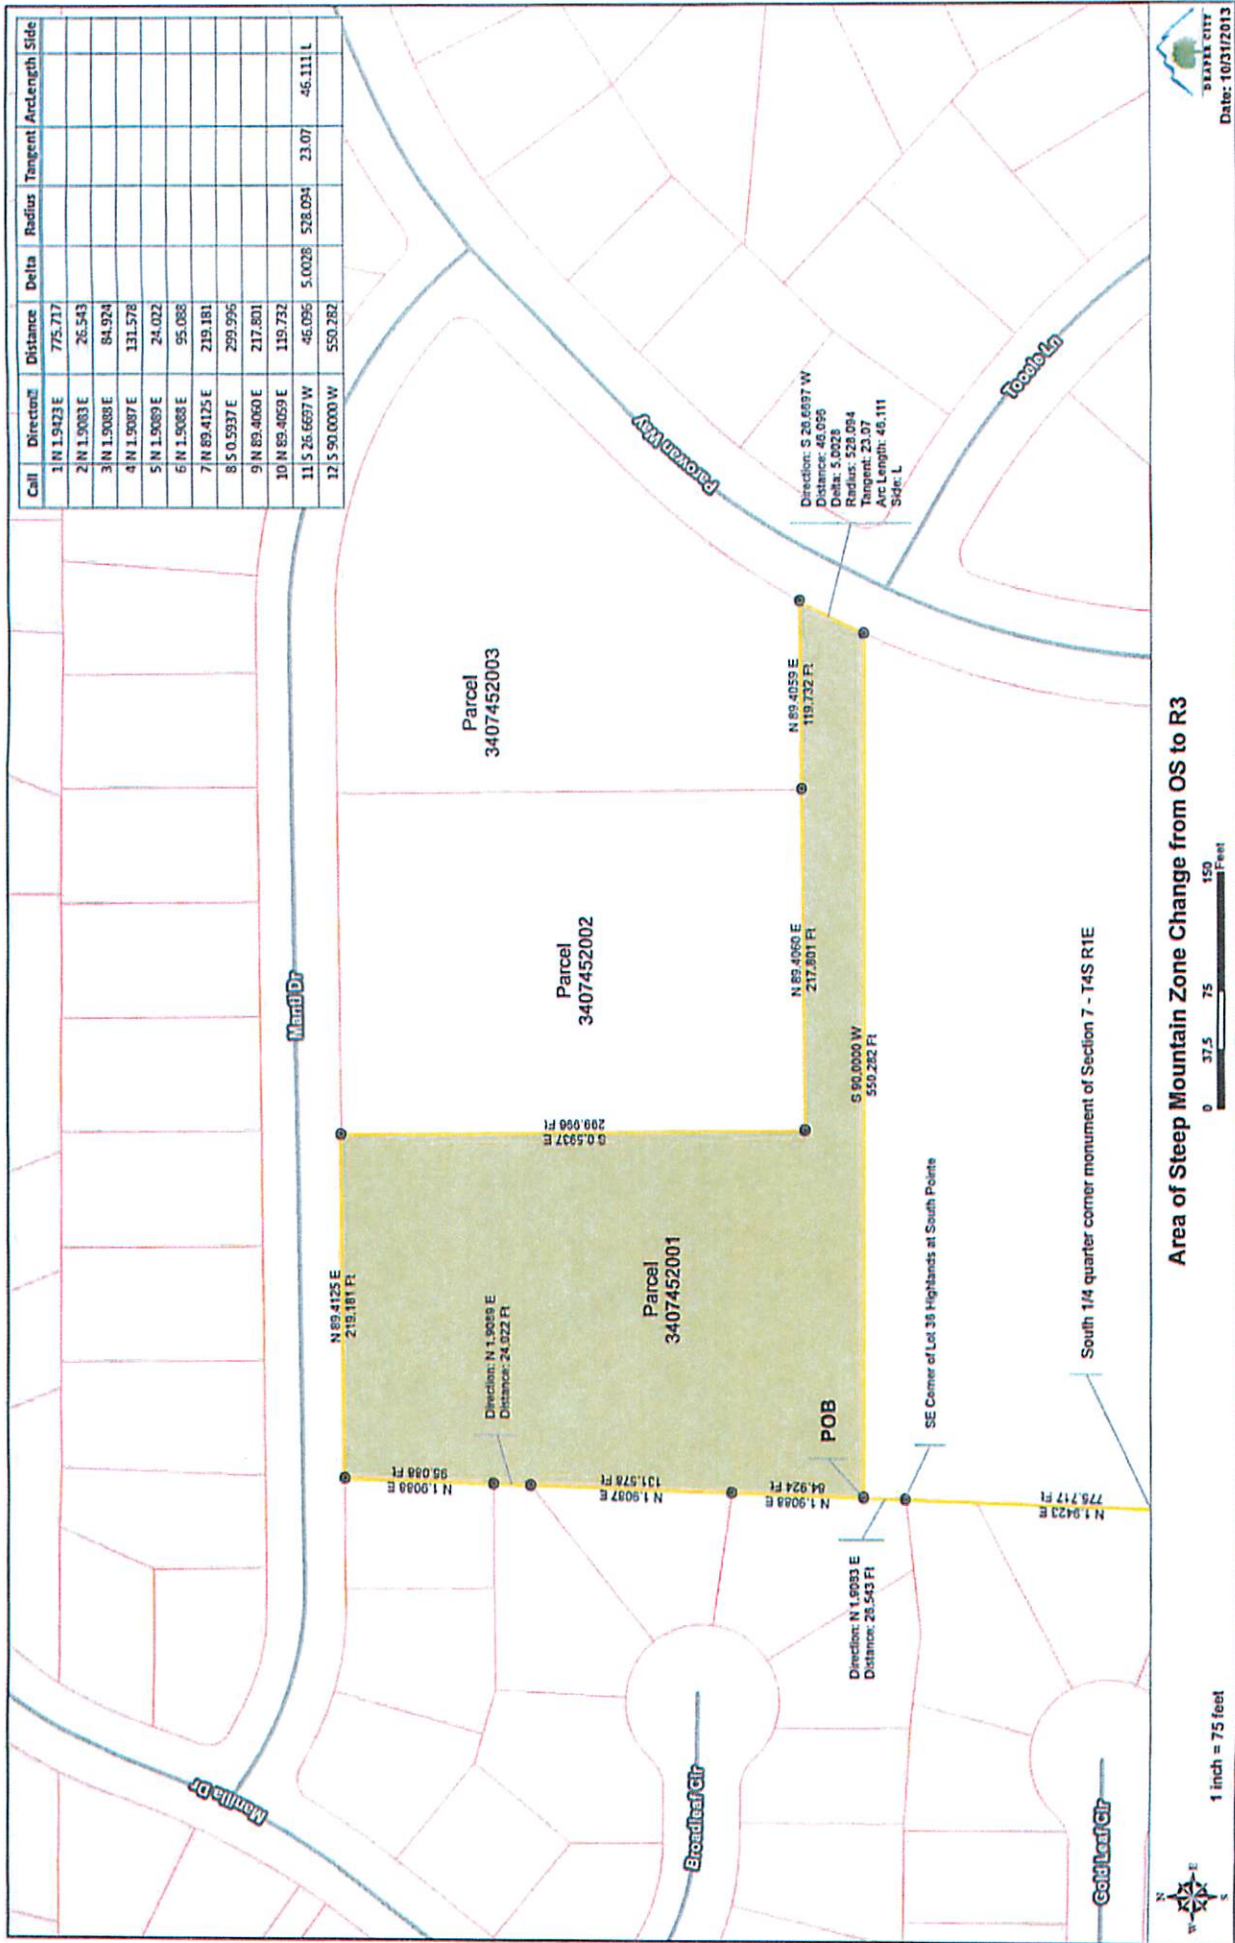 Call Direction Distance Delta Radius Tangent ArcLength Side
1 N 1.9423 E 775.717
2 N 1.9083 E 26.543
3 N 1.9088 E 84.924
4 N 1.9087 E 131.578
5 N 1.9089 E 24.022
6 N 1.9088 E 95.088
7 N 89.4125 E 219.181
8 S 0.5937 E 299.996
9 N 89.4060 E 217.801
10 N 89.4059 E 119.732
11 S 26.6697 W 46.096 5.0028 528.094 23.07 46.111 L
12 S 90.0000 W 550.282
Manilla Dr
Manti Dr
N 89.4125 E
219.181 Ft
N 1.9088 E
95.088 Ft
Direction: N 1.9089 E
Distance: 24.022 Ft
S 0.5937 E
299.996 Ft
Parcel
3407452003
Parcel
3407452002
Parcel
3407452001
Parowan Way
N 1.9087 E
131.578 Ft
N 1.9088 E
84.924 Ft
POB
N 89.4060 E
217.801 Ft
N 89.4059 E
119.732 Ft
Direction: S 26.6697 W
Distance: 46.096
Delta: 5.0028
Radius: 528.094
Tangent: 23.07
Arc Length: 46.111
Side: L
S 90.0000 W
550.282 Ft
Broadleaf Cir
Direction: N 1.9083 E
Distance: 26.543 Ft
SE Corner of Lot 36 Highlands at South Pointe
Tooele Ln
N 1.9423 E
775.717 Ft
South 1/4 quarter corner monument of Section 7 - T4S R1E
Gold Leaf Cir
Area of Steep Mountain Zone Change from OS to R3
N
W E
S
1 inch = 75 feet
0 37.5 75 150
Feet
DRAPER CITY
Date: 10/31/2013